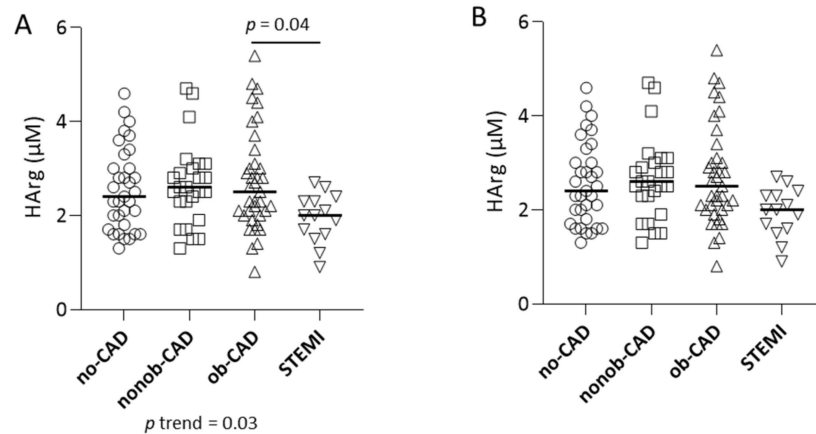 A
p = 0.04
6
4
2
0
HArg (µM)
no-CAD
nonob-CAD
ob-CAD
STEMI
p trend = 0.03
B
6
4
2
0
HArg (µM)
no-CAD
nonob-CAD
ob-CAD
STEMI